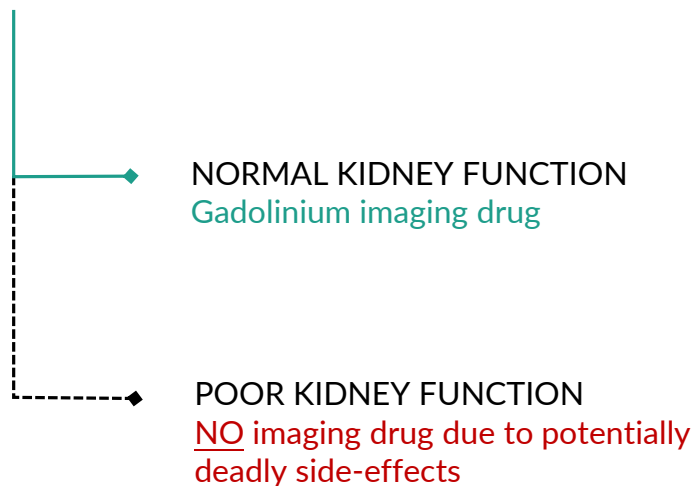 NORMAL KIDNEY FUNCTION
Gadolinium imaging drug
POOR KIDNEY FUNCTION
NO imaging drug due to potentially
deadly side-effects